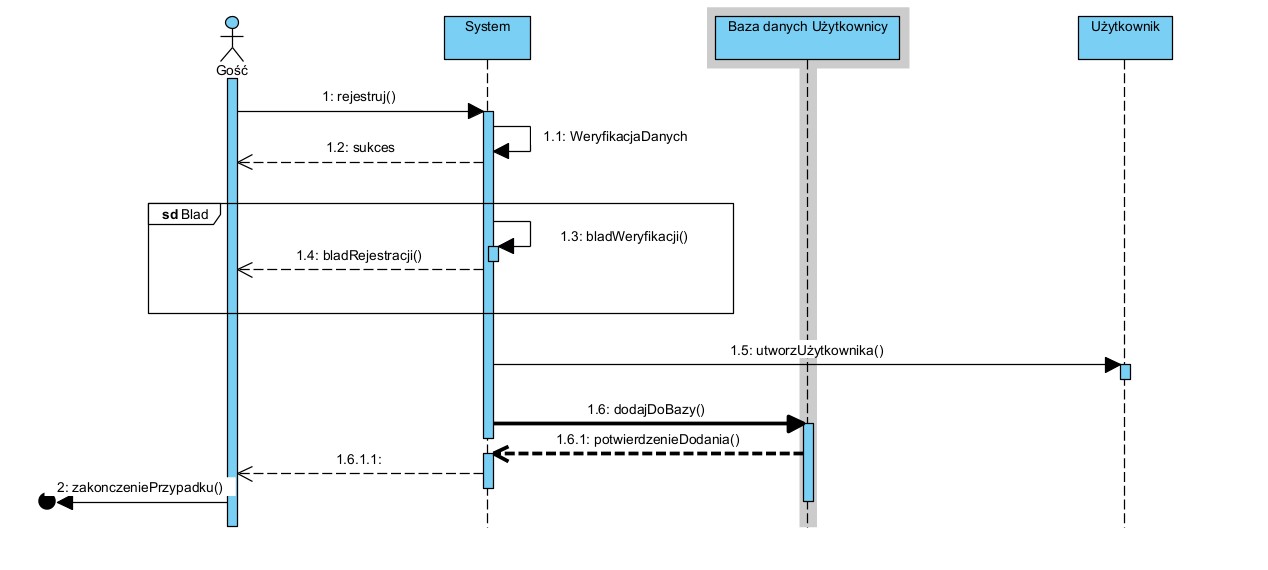 Gość
System
Baza danych Użytkownicy
Użytkownik
1: rejestruj()
1.1: WeryfikacjaDanych
1.2: sukces
sd Blad
1.3: bladWeryfikacji()
1.4: bladRejestracji()
1.5: utworzUżytkownika()
1.6: dodajDoBazy()
1.6.1: potwierdzenieDodania()
1.6.1.1:
2: zakonczeniePrzypadku()